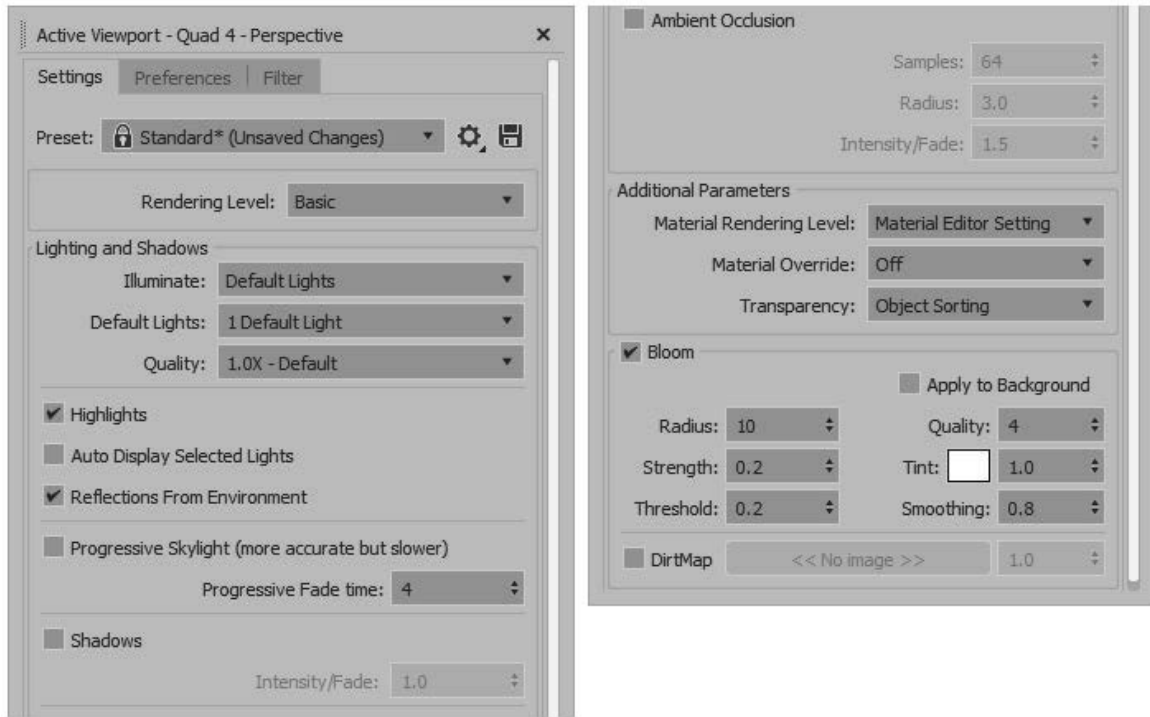 Active Viewport - Quad 4 - Perspective
Settings Preferences Filter
Preset: Standard* (Unsaved Changes)
Rendering Level: Basic
Lighting and Shadows
Illuminate: Default Lights
Default Lights: 1 Default Light
Quality: 1.0X - Default
Highlights
Auto Display Selected Lights
Reflections From Environment
Progressive Skylight (more accurate but slower)
Progressive Fade time: 4
Shadows
Intensity/Fade: 1.0
Ambient Occlusion
Samples: 64
Radius: 3.0
Intensity/Fade: 1.5
Additional Parameters
Material Rendering Level: Material Editor Setting
Material Override: Off
Transparency: Object Sorting
Bloom
Apply to Background
Radius: 10 Quality: 4
Strength: 0.2 Tint: 1.0
Threshold: 0.2 Smoothing: 0.8
DirtMap << No image >> 1.0